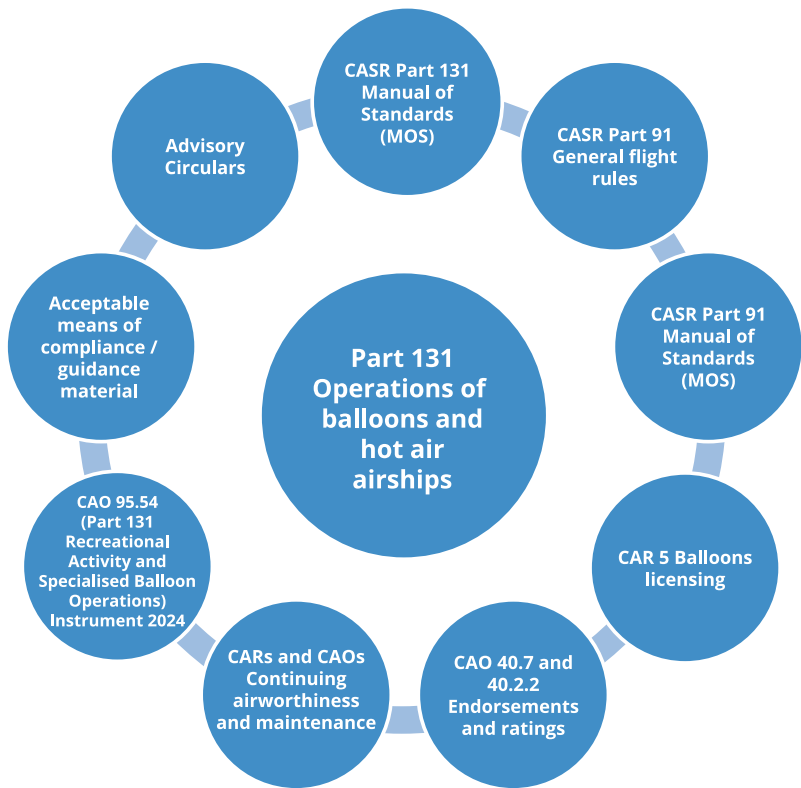 CASR Part 131
Manual of
Standards
(MOS)
CASR Part 91
General flight
rules
CASR Part 91
Manual of
Standards
(MOS)
CAR 5 Balloons
licensing
CAO 40.7 and
40.2.2
Endorsements
and ratings
CARs and CAOs
Continuing
airworthiness
and maintenance
CAO 95.54
(Part 131
Recreational
Activity and
Specialised Balloon
Operations)
Instrument 2024
Acceptable
means of
compliance /
guidance
material
Advisory
Circulars
Part 131
Operations of
balloons and
hot air
airships